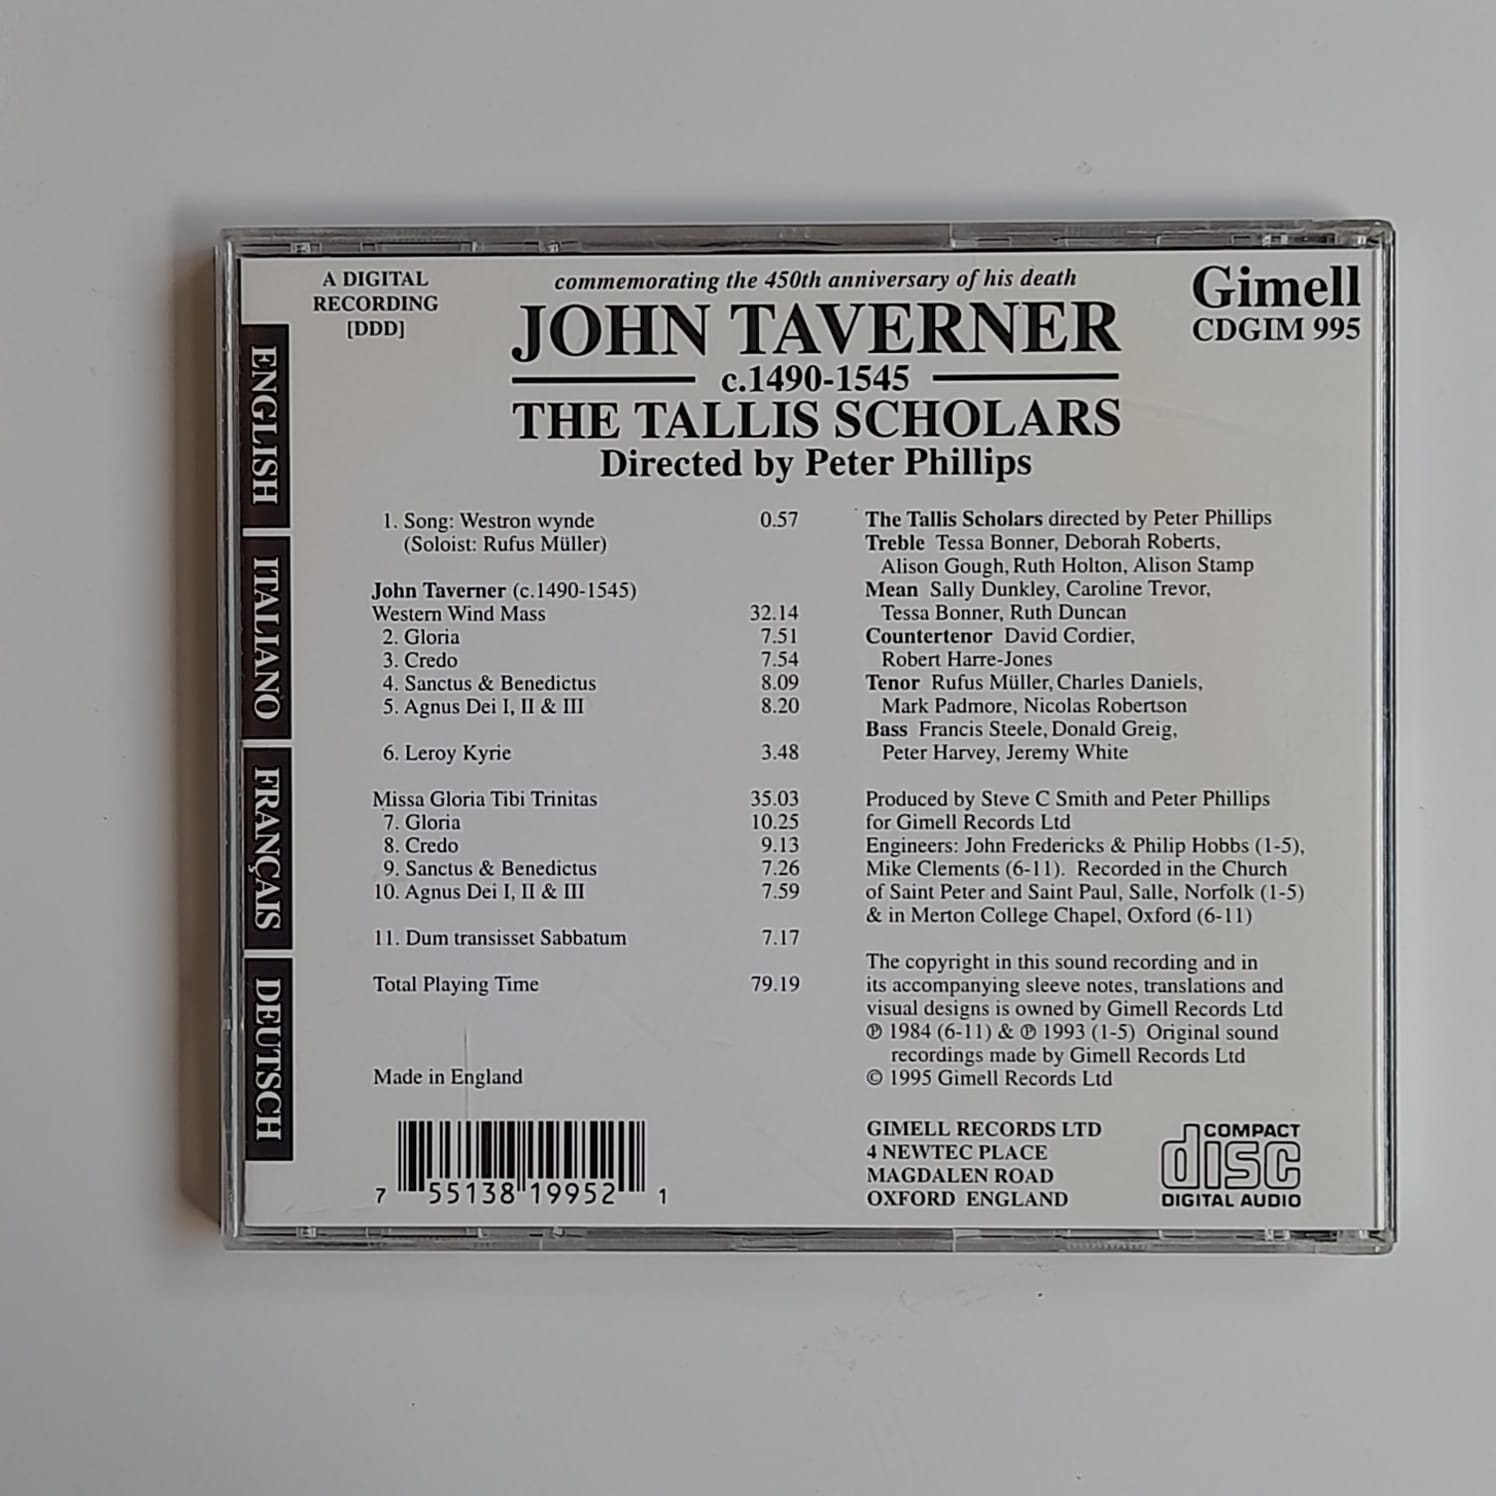 A DIGITAL
RECORDING
[DDD]
commemorating the 450th anniversary of his death
JOHN TAVERNER
c.1490-1545
THE TALLIS SCHOLARS
Directed by Peter Phillips
Gimell
CDGIM 995
ENGLISH
ITALIANO
FRANÇAIS
DEUTSCH
1. Song: Westron wynde 0.57
(Soloist: Rufus Müller)
John Taverner (c.1490-1545)
Western Wind Mass 32.14
2. Gloria 7.51
3. Credo 7.54
4. Sanctus & Benedictus 8.09
5. Agnus Dei I, II & III 8.20
6. Leroy Kyrie 3.48
Missa Gloria Tibi Trinitas 35.03
7. Gloria 10.25
8. Credo 9.13
9. Sanctus & Benedictus 7.26
10. Agnus Dei I, II & III 7.59
11. Dum transisset Sabbatum 7.17
Total Playing Time 79.19
Made in England
7 55138 19952 1
The Tallis Scholars directed by Peter Phillips
Treble Tessa Bonner, Deborah Roberts,
Alison Gough, Ruth Holton, Alison Stamp
Mean Sally Dunkley, Caroline Trevor,
Tessa Bonner, Ruth Duncan
Countertenor David Cordier,
Robert Harre-Jones
Tenor Rufus Müller, Charles Daniels,
Mark Padmore, Nicolas Robertson
Bass Francis Steele, Donald Greig,
Peter Harvey, Jeremy White
Produced by Steve C Smith and Peter Phillips
for Gimell Records Ltd
Engineers: John Fredericks & Philip Hobbs (1-5),
Mike Clements (6-11). Recorded in the Church
of Saint Peter and Saint Paul, Salle, Norfolk (1-5)
& in Merton College Chapel, Oxford (6-11)
The copyright in this sound recording and in
its accompanying sleeve notes, translations and
visual designs is owned by Gimell Records Ltd
℗ 1984 (6-11) & ℗ 1993 (1-5) Original sound
recordings made by Gimell Records Ltd
© 1995 Gimell Records Ltd
GIMELL RECORDS LTD
4 NEWTEC PLACE
MAGDALEN ROAD
OXFORD ENGLAND
COMPACT
disc
DIGITAL AUDIO